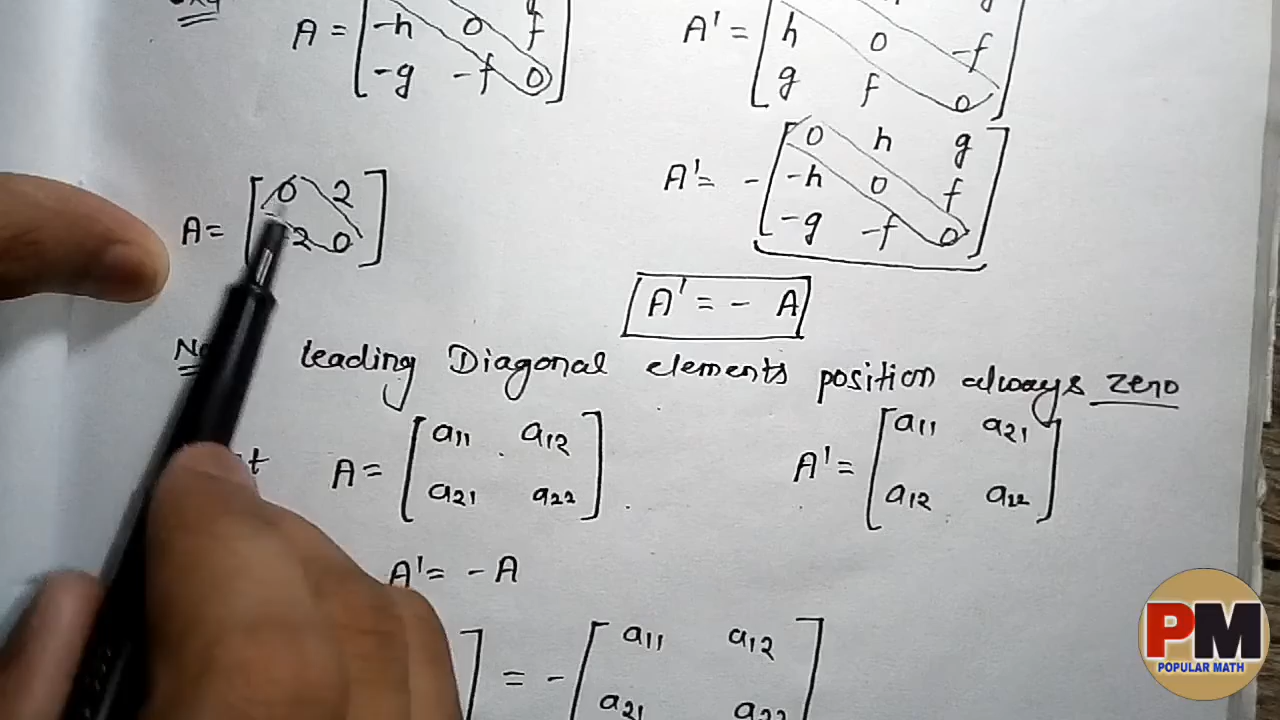 A = [-h 0 f
-g -f 0]
A' = [h 0 -f
g f 0]
A' = - [0 h g
-h 0 f
-g -f 0]
A = [0 2
-2 0]
A' = - A
leading Diagonal elements position always zero
A = [a11 a12
a21 a22]
A' = [a11 a21
a12 a22]
A' = - A
] = - [a11 a12
a21 a22
PM
POPULAR MATH